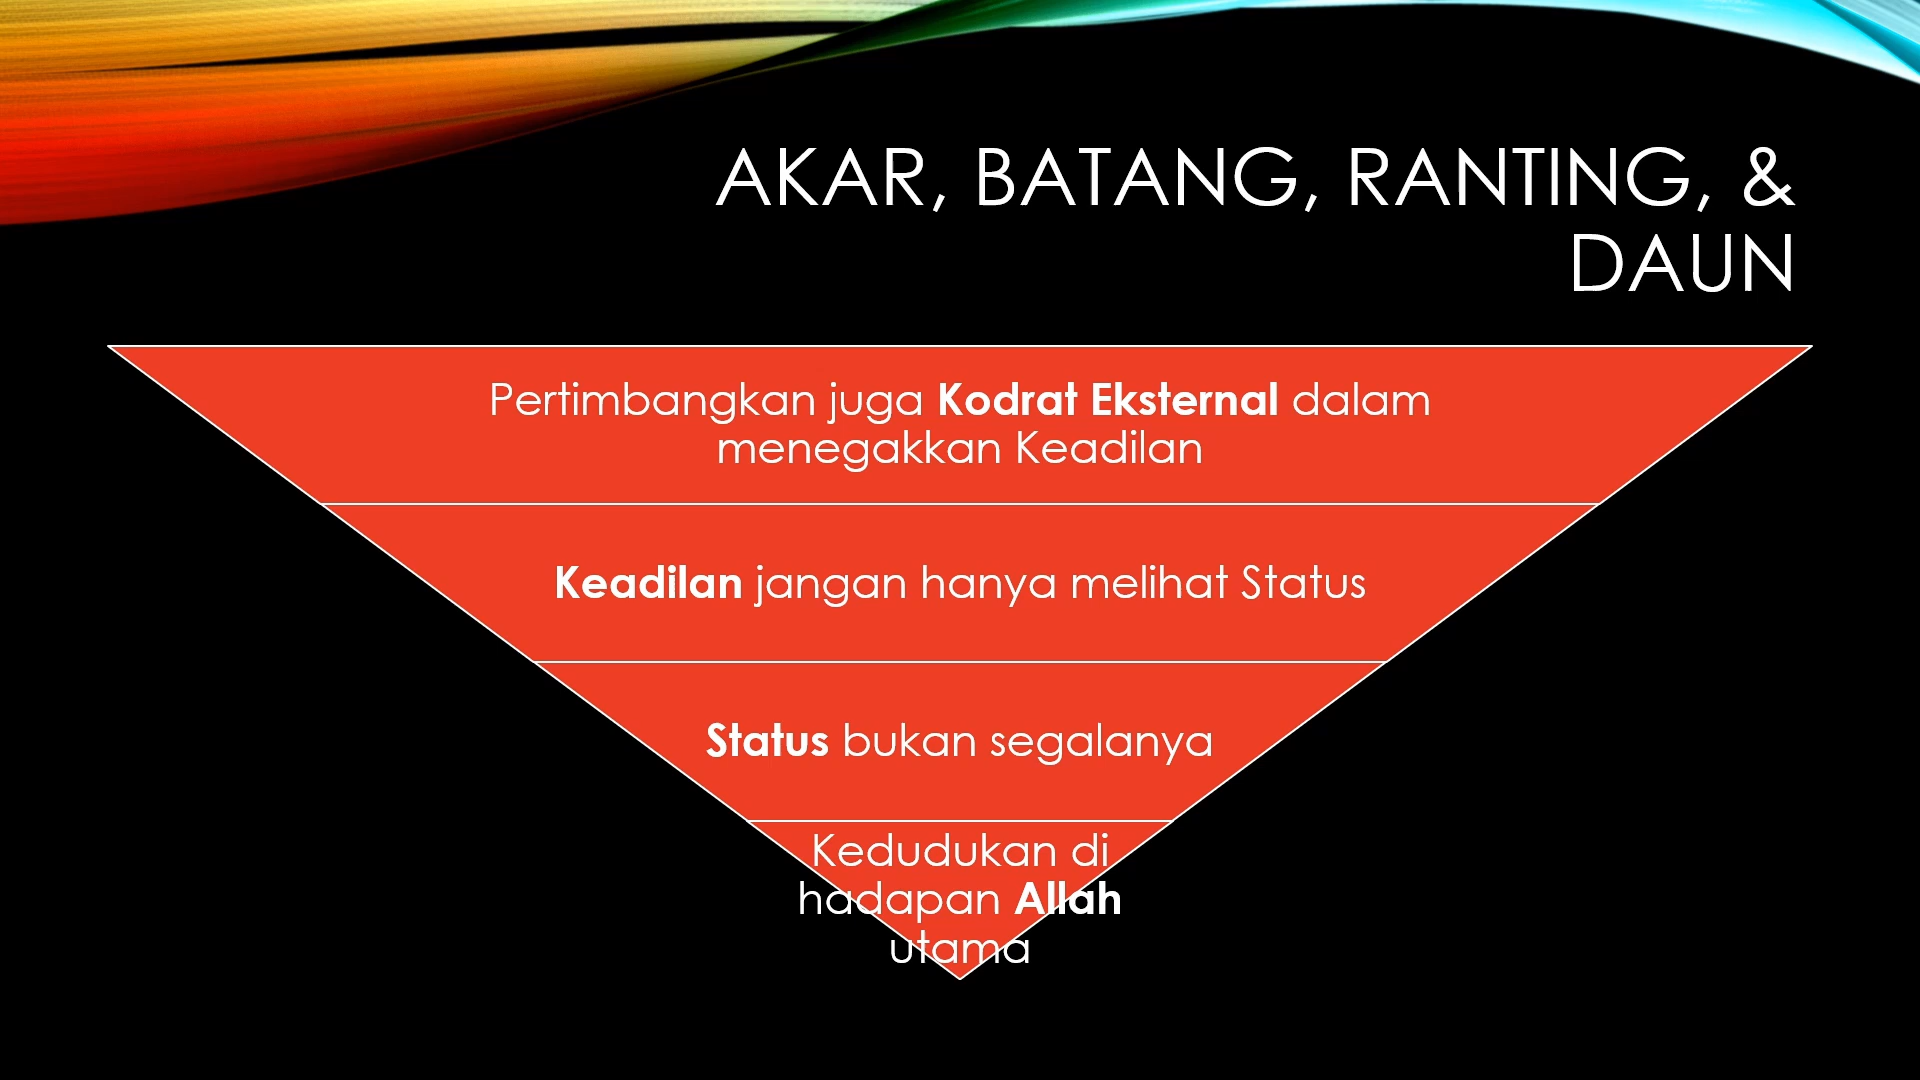 AKAR, BATANG, RANTING, &
DAUN
Pertimbangkan juga Kodrat Eksternal dalam
menegakkan Keadilan
Keadilan jangan hanya melihat Status
Status bukan segalanya
Kedudukan di
hadapan Allah
utama